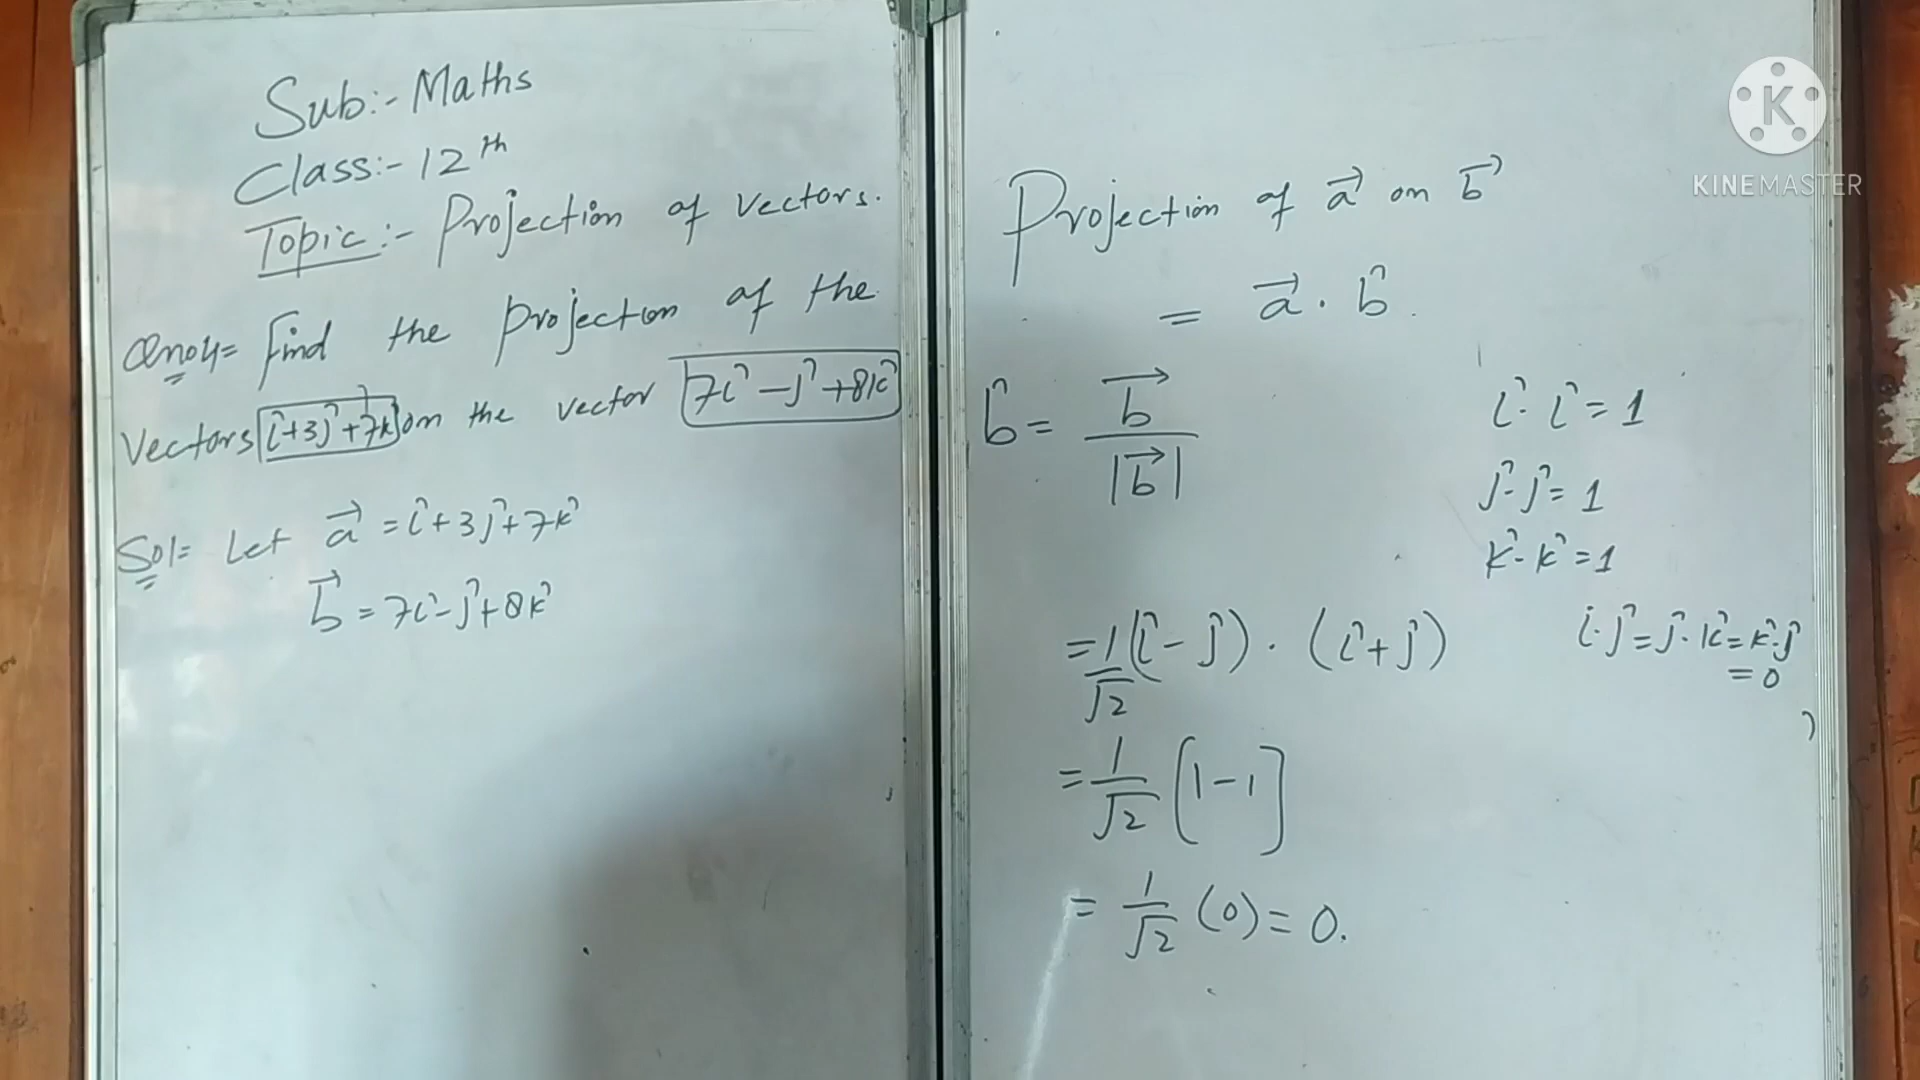 Sub:- Maths
Class:- 12th
Topic:- Projection of vectors.
Qno4= Find the projection of the
vectors î+3ĵ+7k̂ on the vector 7î-ĵ+8k̂
Sol= Let a⃗ = î+3ĵ+7k̂
b⃗ = 7î-ĵ+8k̂
Projection of a⃗ on b⃗
= a⃗ . b̂.
b̂ = b⃗ / |b⃗|
î. î = 1
ĵ. ĵ = 1
k̂. k̂ = 1
î.ĵ = ĵ.k̂ = k̂.ĵ
= 0
= 1/√2 (î - ĵ) . (î + ĵ)
= 1/√2 [1-1]
= 1/√2 (0) = 0.
K
KINEMASTER